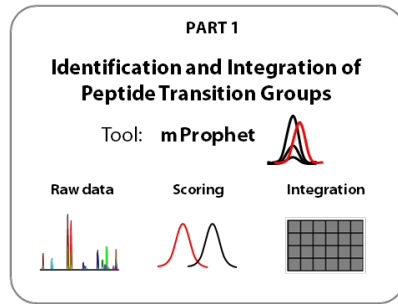 PART 1
Identification and Integration of
Peptide Transition Groups
Tool: mProphet
Raw data Scoring Integration